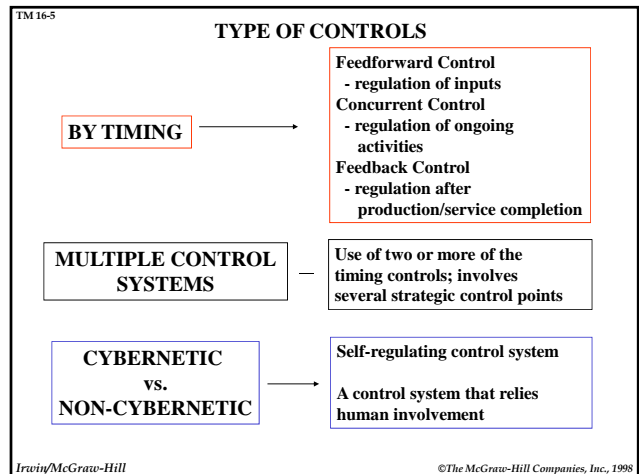 TM 16-5
TYPE OF CONTROLS
BY TIMING
Feedforward Control
- regulation of inputs
Concurrent Control
- regulation of ongoing
activities
Feedback Control
- regulation after
production/service completion
MULTIPLE CONTROL
SYSTEMS
Use of two or more of the
timing controls; involves
several strategic control points
CYBERNETIC
vs.
NON-CYBERNETIC
Self-regulating control system
A control system that relies
human involvement
Irwin/McGraw-Hill
©The McGraw-Hill Companies, Inc., 1998